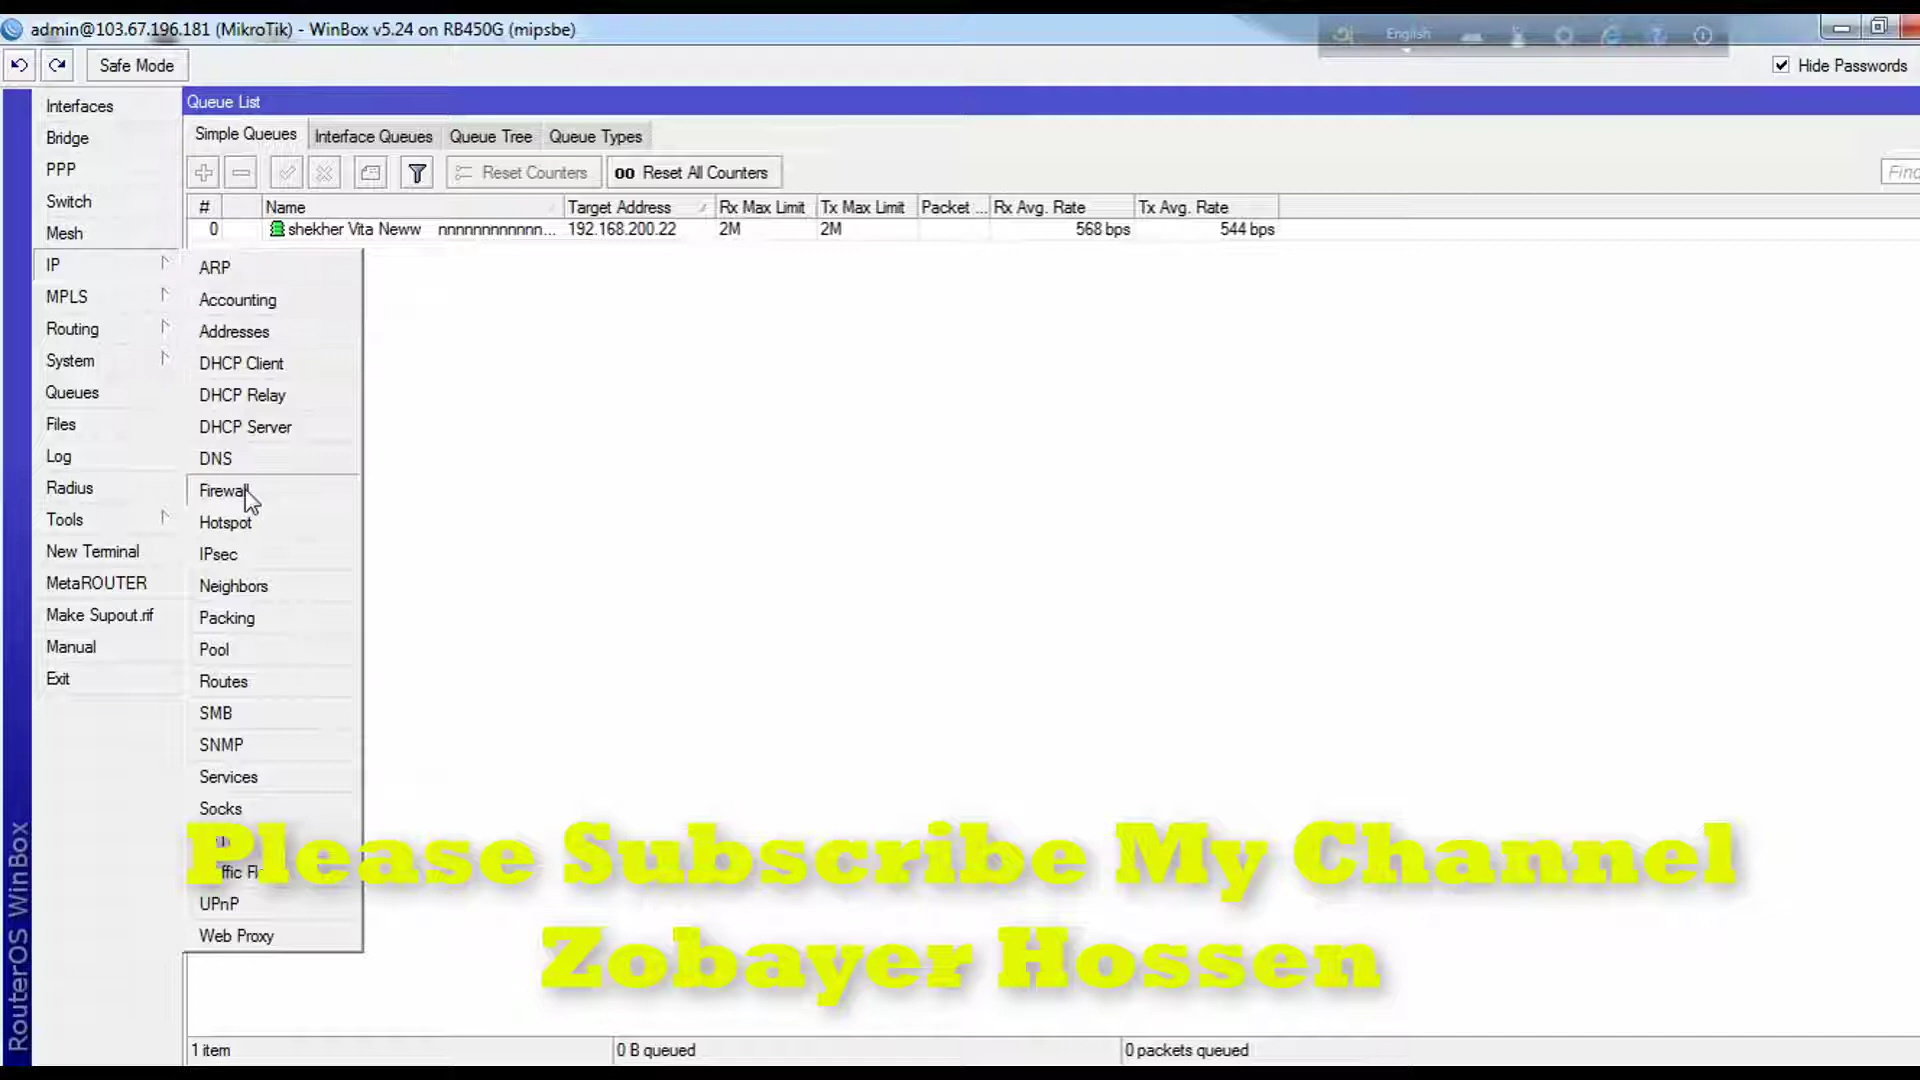 admin@103.67.196.181 (MikroTik) - WinBox v5.24 on RB450G (mipsbe)
English
Safe Mode
Hide Passwords
Interfaces
Bridge
PPP
Switch
Mesh
IP
MPLS
Routing
System
Queues
Files
Log
Radius
Tools
New Terminal
MetaROUTER
Make Supout.rif
Manual
Exit
RouterOS WinBox
Queue List
Simple Queues Interface Queues Queue Tree Queue Types
Reset Counters 00 Reset All Counters
Find
# Name Target Address Rx Max Limit Tx Max Limit Packet ... Rx Avg. Rate Tx Avg. Rate
0 shekher Vita Neww nnnnnnnnnnnn... 192.168.200.22 2M 2M 568 bps 544 bps
ARP
Accounting
Addresses
DHCP Client
DHCP Relay
DHCP Server
DNS
Firewall
Hotspot
IPsec
Neighbors
Packing
Pool
Routes
SMB
SNMP
Services
Socks
UPnP
Web Proxy
Please Subscribe My Channel
Zobayer Hossen
1 item 0 B queued 0 packets queued